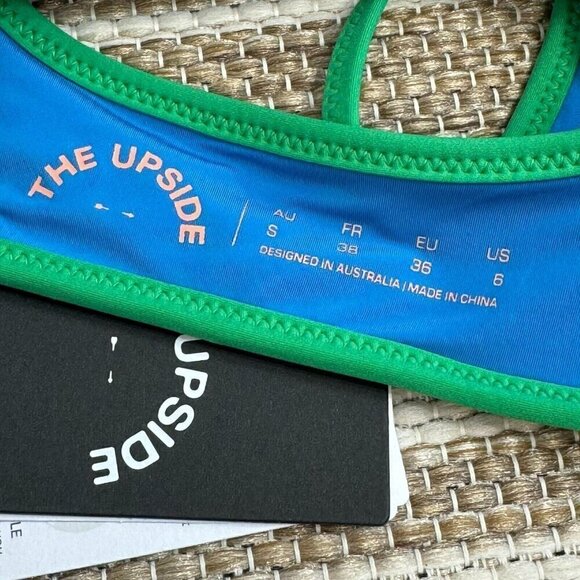 THE UPSIDE
AU FR EU US
S 38 36 6
DESIGNED IN AUSTRALIA / MADE IN CHINA
UPSIDE